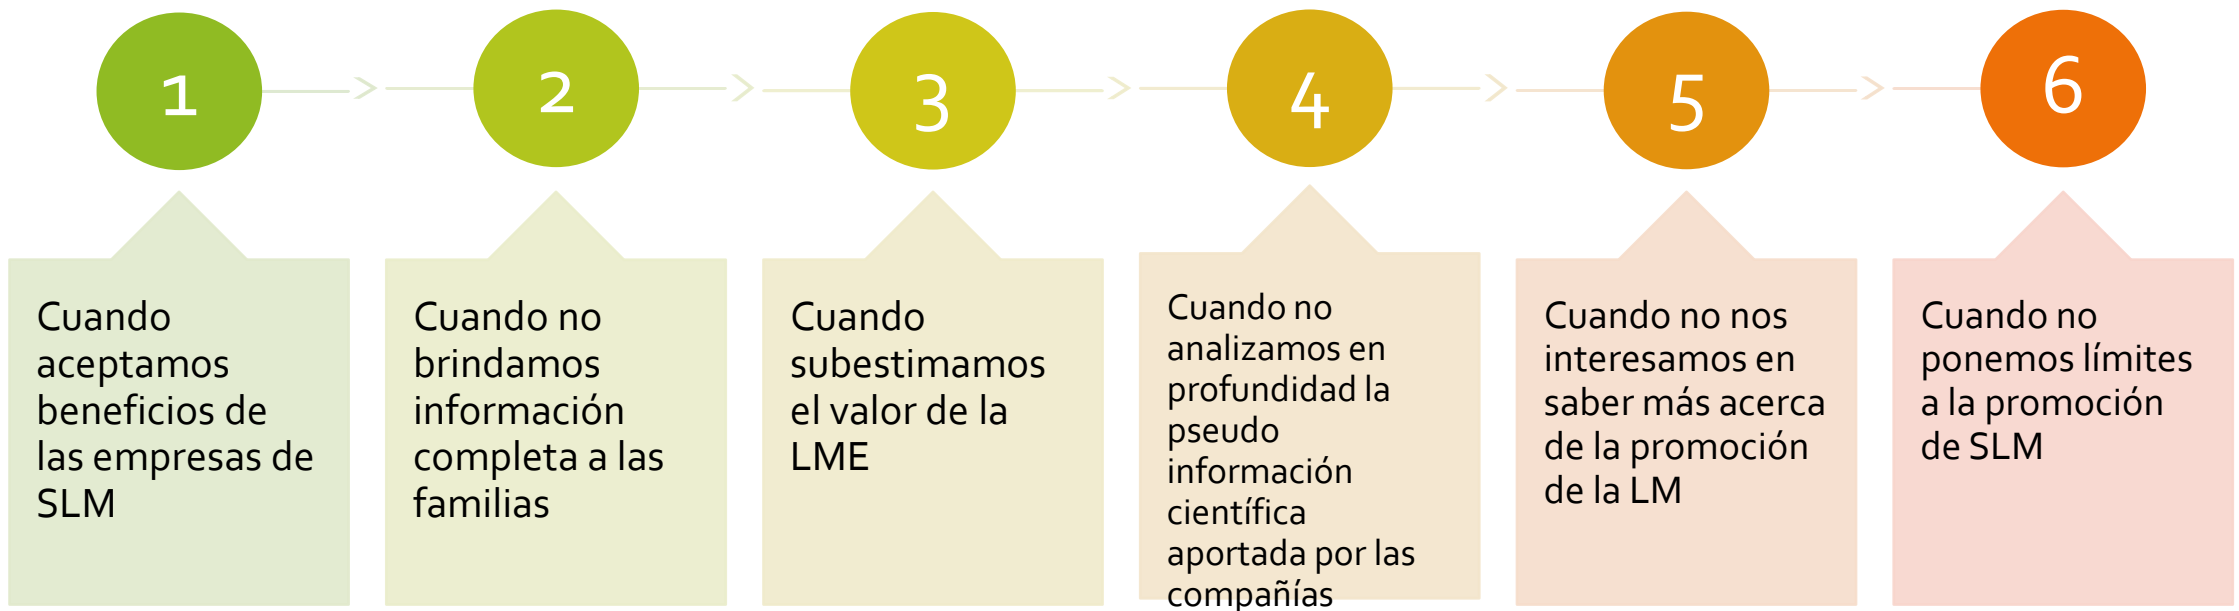 1
Cuando
aceptamos
beneficios de
las empresas de
SLM
2
Cuando no
brindamos
información
completa a las
familias
3
Cuando
subestimamos
el valor de la
LME
4
Cuando no
analizamos en
profundidad la
pseudo
información
científica
aportada por las
compañías
5
Cuando no nos
interesamos en
saber más acerca
de la promoción
de la LM
6
Cuando no
ponemos límites
a la promoción
de SLM